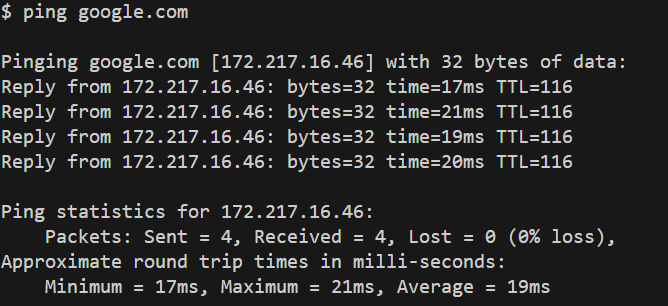 $ ping google.com
Pinging google.com [172.217.16.46] with 32 bytes of data:
Reply from 172.217.16.46: bytes=32 time=17ms TTL=116
Reply from 172.217.16.46: bytes=32 time=21ms TTL=116
Reply from 172.217.16.46: bytes=32 time=19ms TTL=116
Reply from 172.217.16.46: bytes=32 time=20ms TTL=116
Ping statistics for 172.217.16.46:
    Packets: Sent = 4, Received = 4, Lost = 0 (0% loss),
Approximate round trip times in milli-seconds:
    Minimum = 17ms, Maximum = 21ms, Average = 19ms